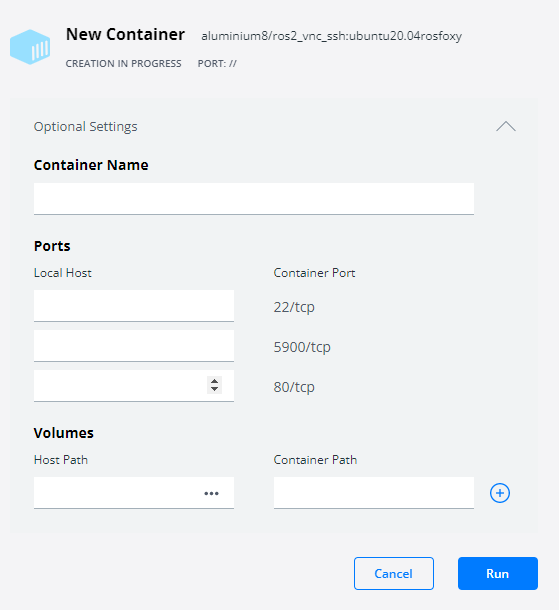 New Container aluminium8/ros2_vnc_ssh:ubuntu20.04rosfoxy
CREATION IN PROGRESS PORT: //
Optional Settings
Container Name
Ports
Local Host Container Port
22/tcp
5900/tcp
80/tcp
Volumes
Host Path Container Path
Cancel Run